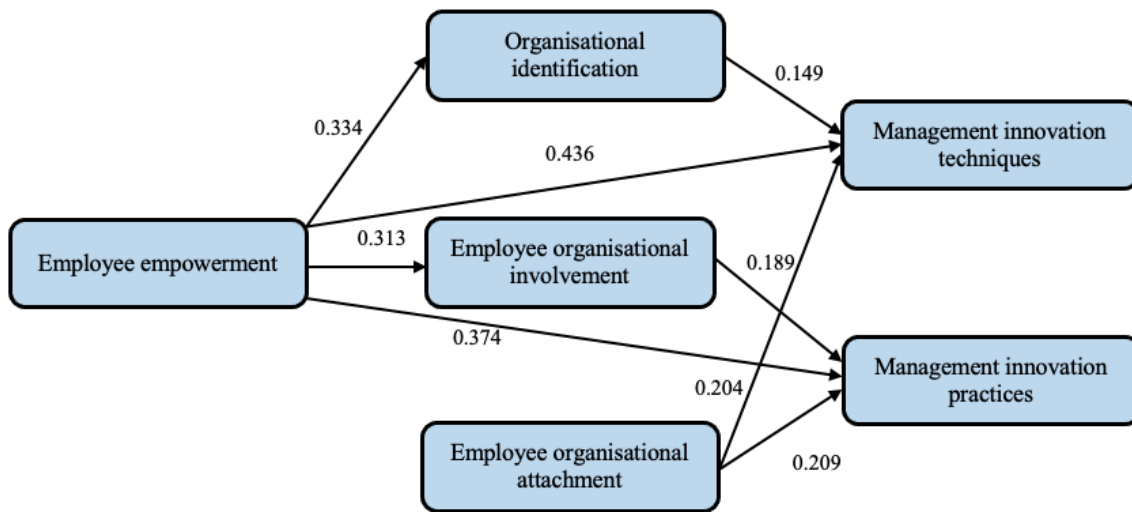 Organisational
identification
0.149
Management innovation
techniques
0.334
0.436
Employee empowerment
0.313
Employee organisational
involvement
0.189
0.374
Management innovation
practices
0.204
Employee organisational
attachment
0.209